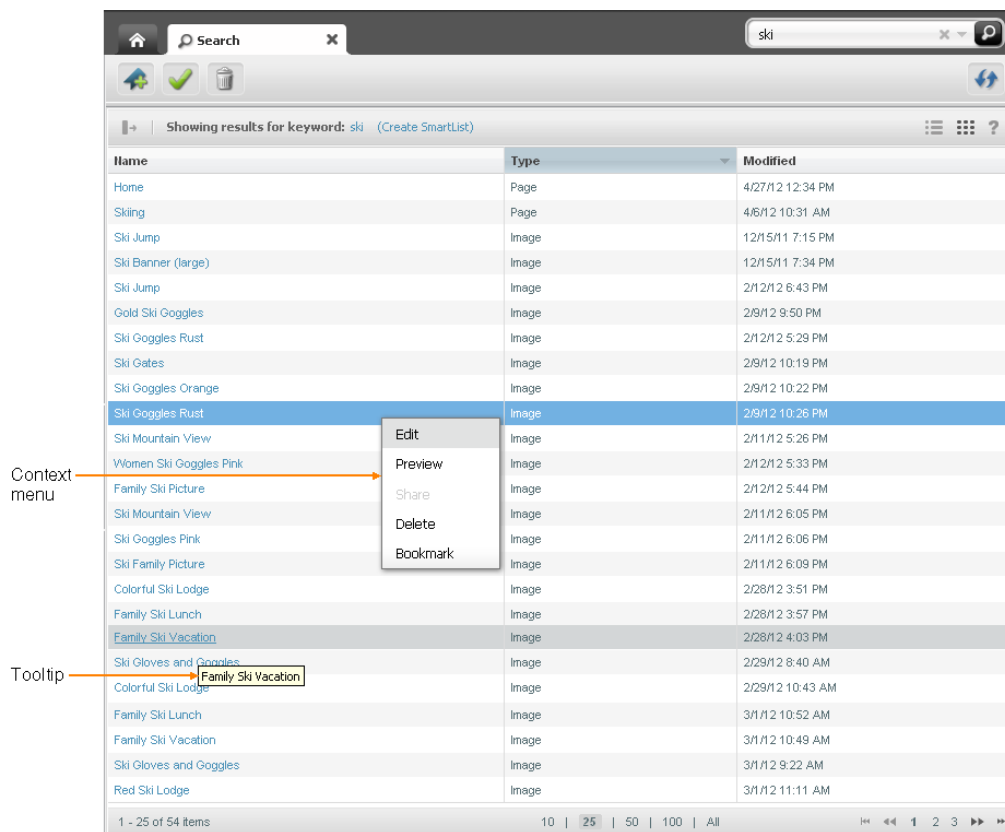 Search
ski
Showing results for keyword: ski (Create SmartList)
?
Name Type Modified
Home Page 4/27/12 12:34 PM
Skiing Page 4/6/12 10:31 AM
Ski Jump Image 12/15/11 7:15 PM
Ski Banner (large) Image 12/15/11 7:34 PM
Ski Jump Image 2/12/12 6:43 PM
Gold Ski Goggles Image 2/9/12 9:50 PM
Ski Goggles Rust Image 2/12/12 5:29 PM
Ski Gates Image 2/9/12 10:19 PM
Ski Goggles Orange Image 2/9/12 10:22 PM
Ski Goggles Rust Image 2/9/12 10:26 PM
Ski Mountain View Image 2/11/12 5:26 PM
Women Ski Goggles Pink Image 2/12/12 5:33 PM
Family Ski Picture Image 2/12/12 5:44 PM
Ski Mountain View Image 2/11/12 6:05 PM
Ski Goggles Pink Image 2/11/12 6:06 PM
Ski Family Picture Image 2/11/12 6:09 PM
Colorful Ski Lodge Image 2/28/12 3:51 PM
Family Ski Lunch Image 2/28/12 3:57 PM
Family Ski Vacation Image 2/28/12 4:03 PM
Ski Gloves and Goggles Image 2/29/12 8:40 AM
Colorful Ski Lodge Image 2/29/12 10:43 AM
Family Ski Lunch Image 3/1/12 10:52 AM
Family Ski Vacation Image 3/1/12 10:49 AM
Ski Gloves and Goggles Image 3/1/12 9:22 AM
Red Ski Lodge Image 3/1/12 11:11 AM
Edit
Preview
Share
Delete
Bookmark
Context
menu
Tooltip
Family Ski Vacation
1 - 25 of 54 items 10 | 25 | 50 | 100 | All 1 2 3